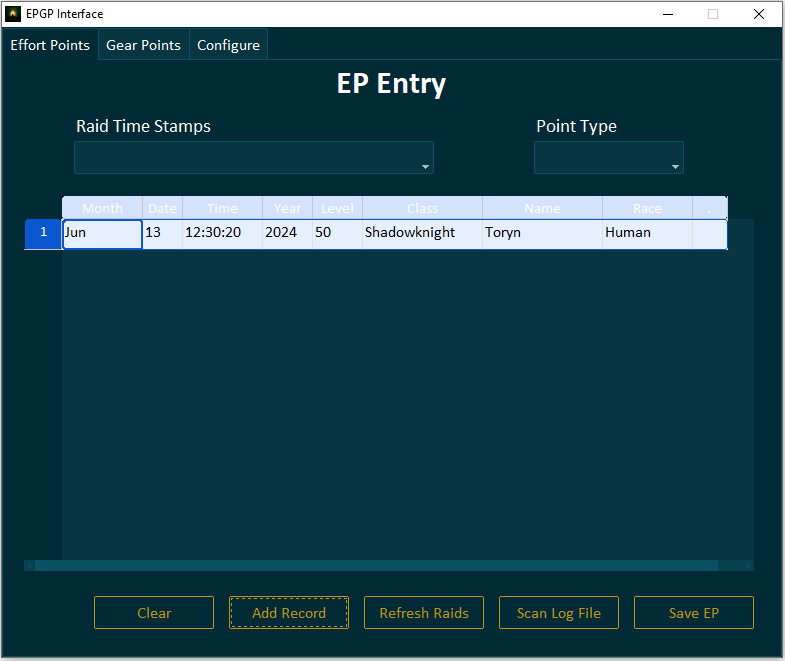 EPGP Interface
Effort Points Gear Points Configure
EP Entry
Raid Time Stamps Point Type
Month Date Time Year Level Class Name Race .
1 Jun 13 12:30:20 2024 50 Shadowknight Toryn Human
Clear Add Record Refresh Raids Scan Log File Save EP